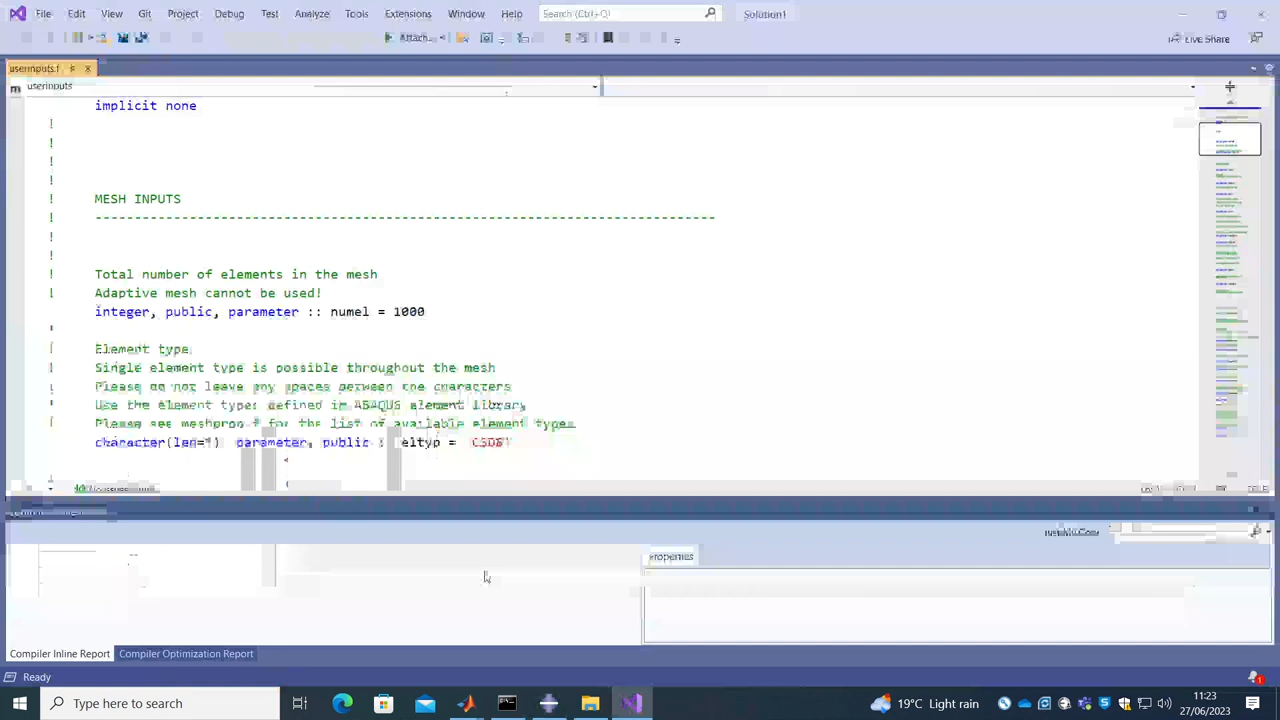 File Edit View Git Project Build Debug Test Analyze Tools Extensions Window Help Search (Ctrl+Q) Solution1
Attach... Live Share
userinputs.f
userinputs
implicit none
!
!
!
!
! MESH INPUTS
! -------------------------------------------------------------------------------
!
!
! Total number of elements in the mesh
! Adaptive mesh cannot be used!
integer, public, parameter :: numel = 1000
!
! Element type
! Single element type is possible throughout the mesh
! Please do not leave any spaces between the characters
! Use the element types defined in ABAQUS element library
! Please see meshprop.f for the list of available element types
character(len=*), parameter, public :: eltyp =
Properties
Compiler Inline Report Compiler Optimization Report
Ready 1
Type here to search 19°C Light rain 11:23
27/06/2023